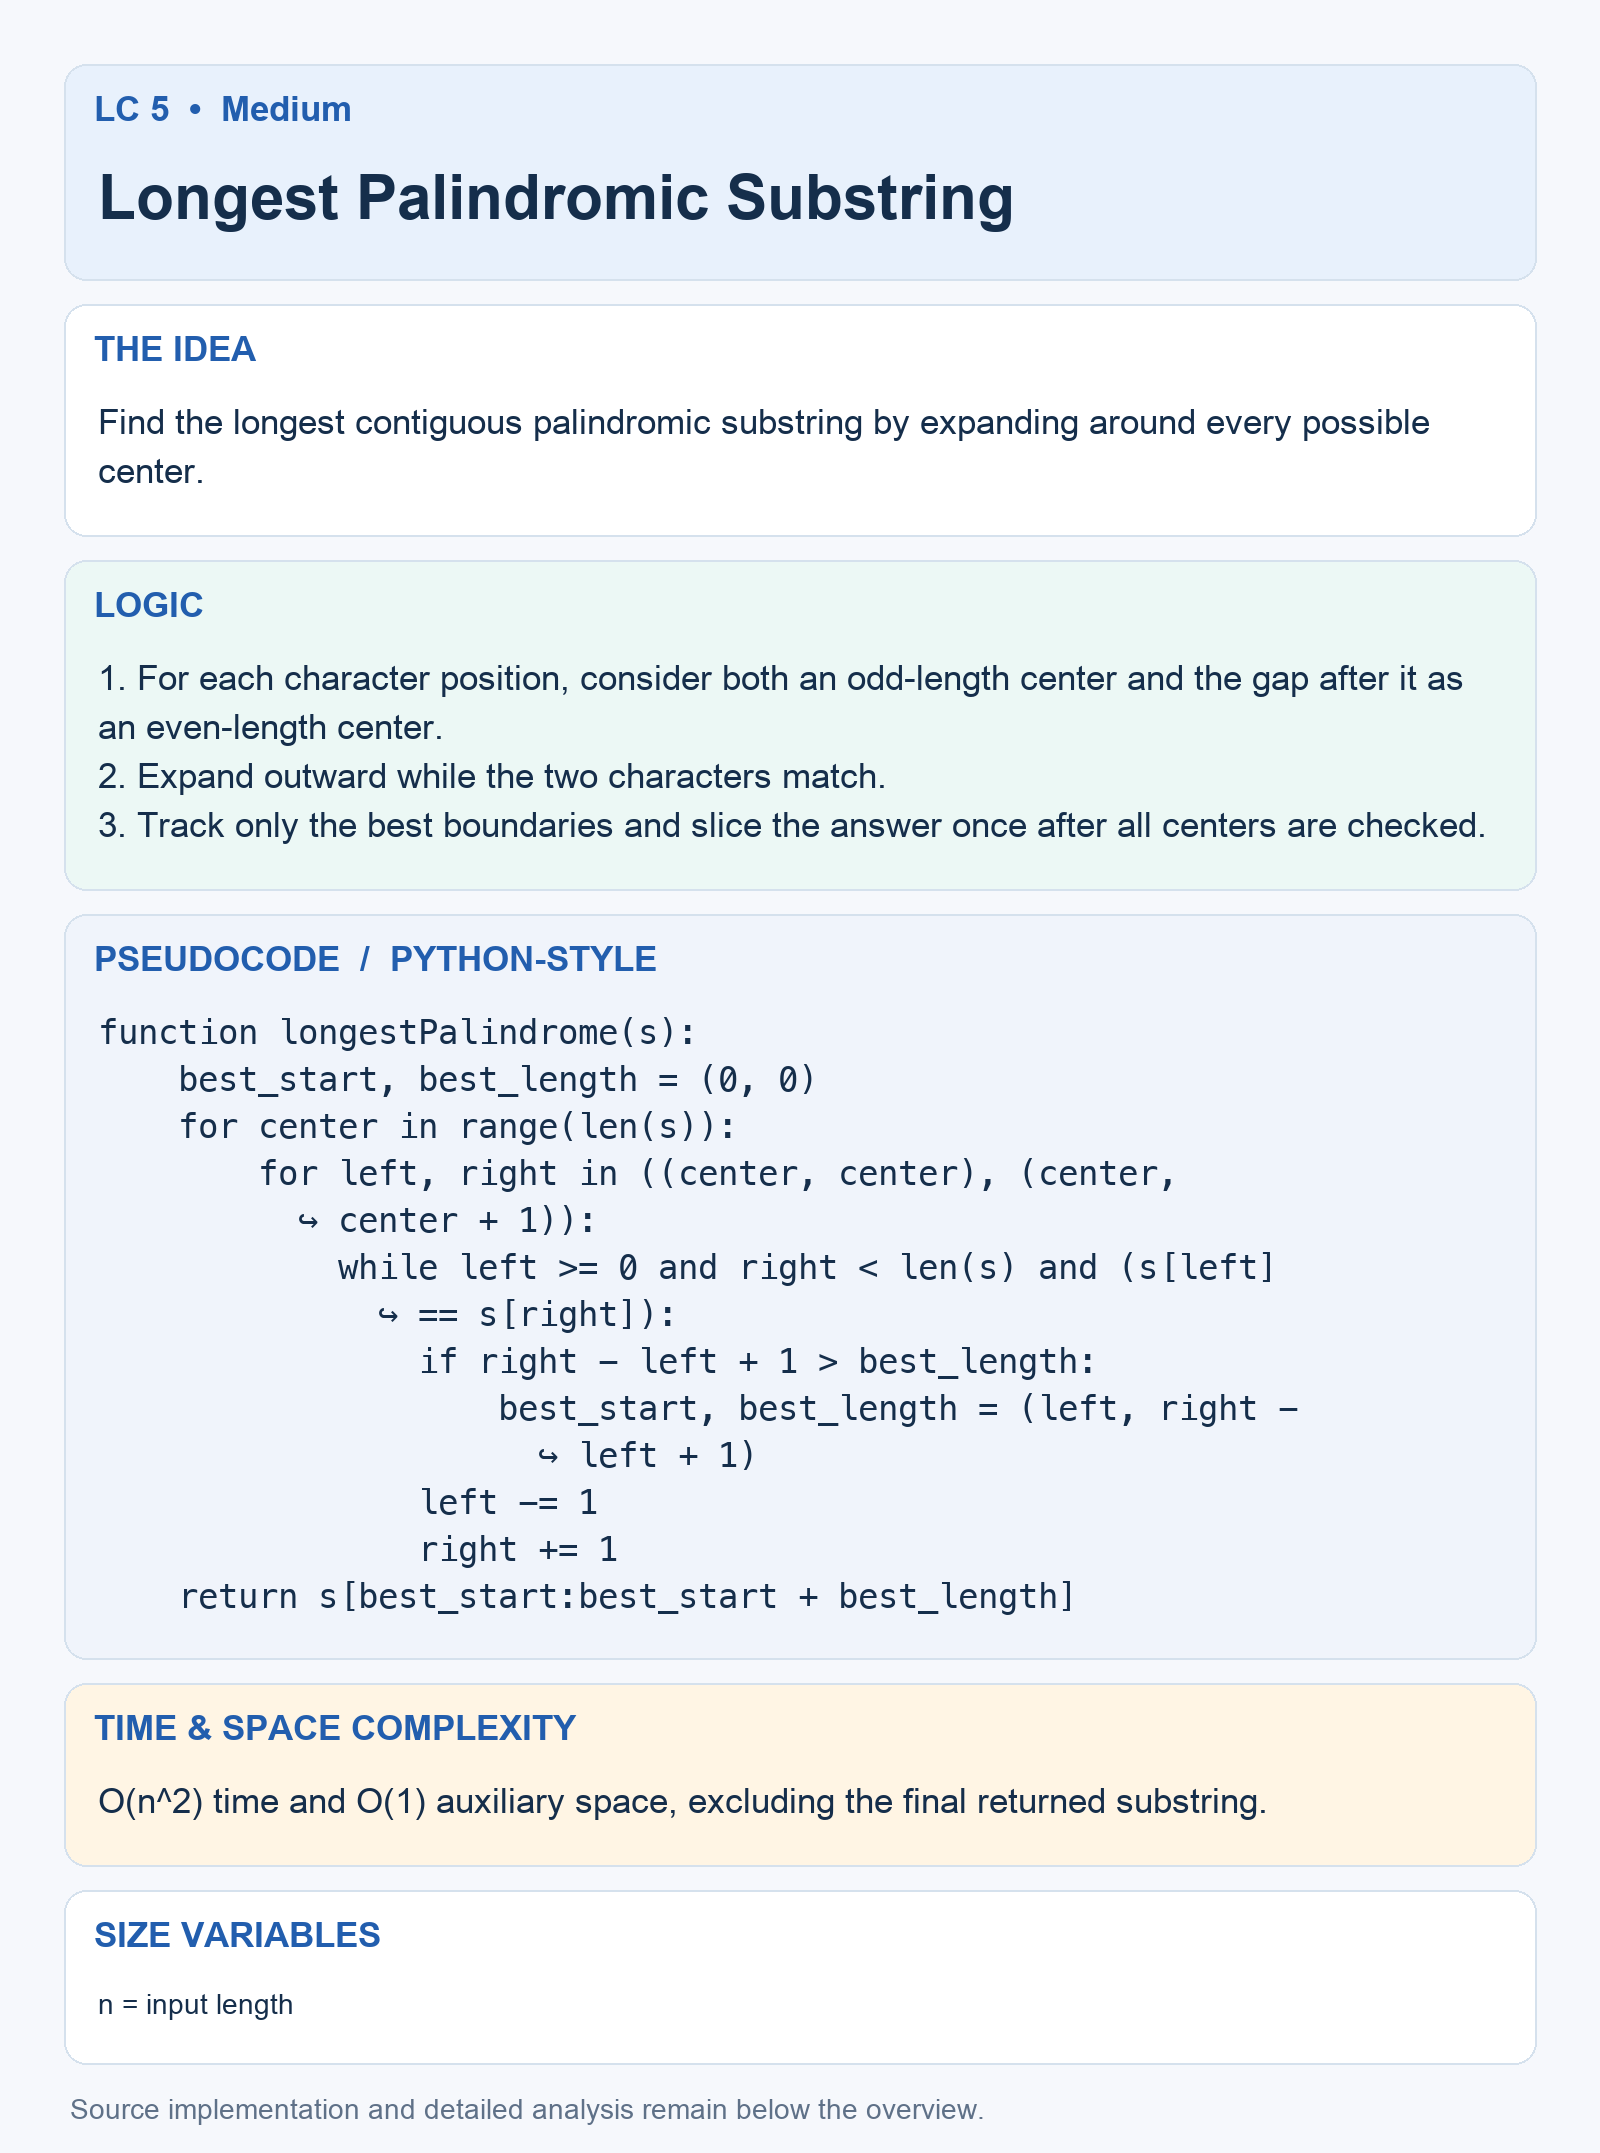 LC 5 • Medium
Longest Palindromic Substring
THE IDEA
Find the longest contiguous palindromic substring by expanding around every possible
center.
LOGIC
1. For each character position, consider both an odd-length center and the gap after it as
an even-length center.
2. Expand outward while the two characters match.
3. Track only the best boundaries and slice the answer once after all centers are checked.
PSEUDOCODE / PYTHON-STYLE
function longestPalindrome(s):
    best_start, best_length = (0, 0)
    for center in range(len(s)):
        for left, right in ((center, center), (center,
          ↪ center + 1)):
            while left >= 0 and right < len(s) and (s[left]
              ↪ == s[right]):
                if right − left + 1 > best_length:
                    best_start, best_length = (left, right −
                      ↪ left + 1)
                left −= 1
                right += 1
    return s[best_start:best_start + best_length]
TIME & SPACE COMPLEXITY
O(n^2) time and O(1) auxiliary space, excluding the final returned substring.
SIZE VARIABLES
n = input length
Source implementation and detailed analysis remain below the overview.